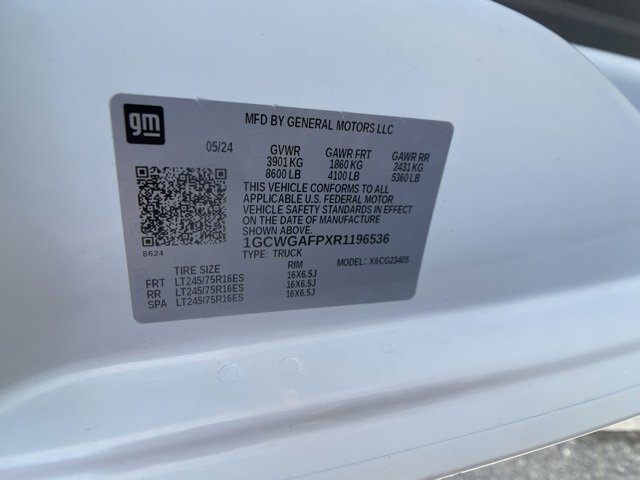 gm
MFD BY GENERAL MOTORS LLC
05/24 GVWR GAWR FRT GAWR RR
3901 KG 1860 KG 2431 KG
8600 LB 4100 LB 5360 LB
THIS VEHICLE CONFORMS TO ALL
APPLICABLE U.S. FEDERAL MOTOR
VEHICLE SAFETY STANDARDS IN EFFECT
ON THE DATE OF MANUFACTURE
SHOWN ABOVE.
1GCWGAFPXR1196536
8624
TYPE: TRUCK MODEL: X6CG23405
TIRE SIZE RIM
FRT LT245/75R16ES 16X6.5J
RR LT245/75R16ES 16X6.5J
SPA LT245/75R16ES 16X6.5J